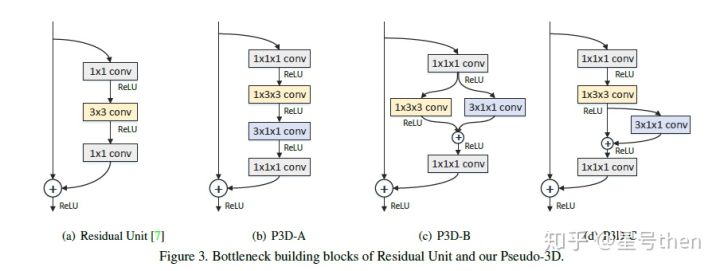 1x1 conv
ReLU
3x3 conv
ReLU
1x1 conv
+
ReLU
(a) Residual Unit [7]
1x1x1 conv
ReLU
1x3x3 conv
ReLU
3x1x1 conv
ReLU
1x1x1 conv
+
ReLU
(b) P3D-A
1x1x1 conv
ReLU
1x3x3 conv
3x1x1 conv
ReLU
ReLU
+
1x1x1 conv
+
ReLU
(c) P3D-B
1x1x1 conv
ReLU
1x3x3 conv
ReLU
3x1x1 conv
+
ReLU
ReLU
1x1x1 conv
+
ReLU
(d) P3D-C
知乎 @星号then
Figure 3. Bottleneck building blocks of Residual Unit and our Pseudo-3D.